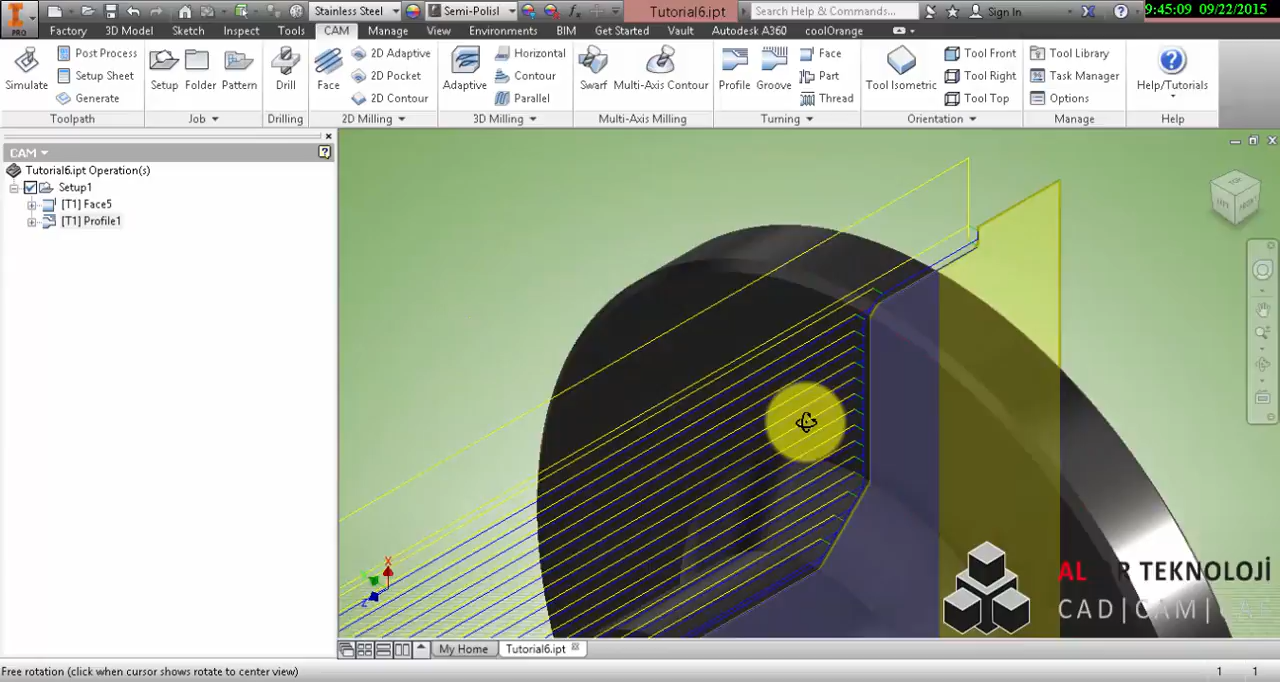 PRO Stainless Steel Semi-Polisl Tutorial6.ipt Search Help & Commands... Sign In 9:45:09 09/22/2015
Factory 3D Model Sketch Inspect Tools CAM Manage View Environments BIM Get Started Vault Autodesk A360 coolOrange
Simulate Post Process Setup Sheet Generate Toolpath
Setup Folder Pattern Job
Drill Drilling
Face 2D Adaptive 2D Pocket 2D Contour 2D Milling
Adaptive Horizontal Contour Parallel 3D Milling
Swarf Multi-Axis Contour Multi-Axis Milling
Profile Groove Face Part Thread Turning
Tool Isometric Tool Front Tool Right Tool Top Orientation
Tool Library Task Manager Options Manage
Help/Tutorials Help
CAM
Tutorial6.ipt Operation(s)
Setup1
[T1] Face5
[T1] Profile1
TOP
LEFT FRONT
X
Z
TEKNOLOJİ
CAD|CAM|
My Home Tutorial6.ipt
Free rotation (click when cursor shows rotate to center view) 1 1